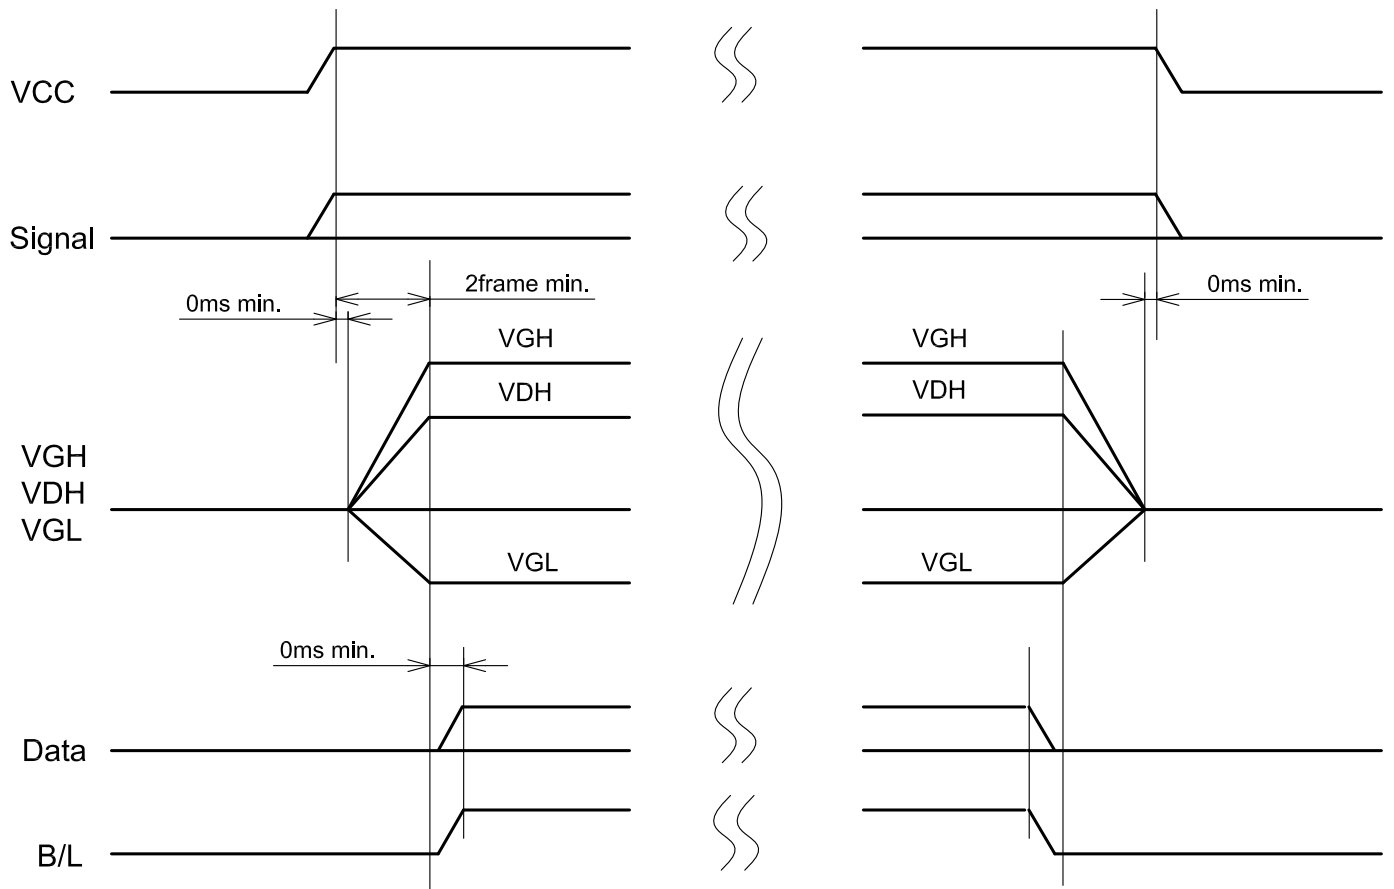 VCC
Signal
2frame min.
0ms min.
0ms min.
VGH
VGH
VDH
VDH
VGH
VDH
VGL
VGL
VGL
0ms min.
Data
B/L